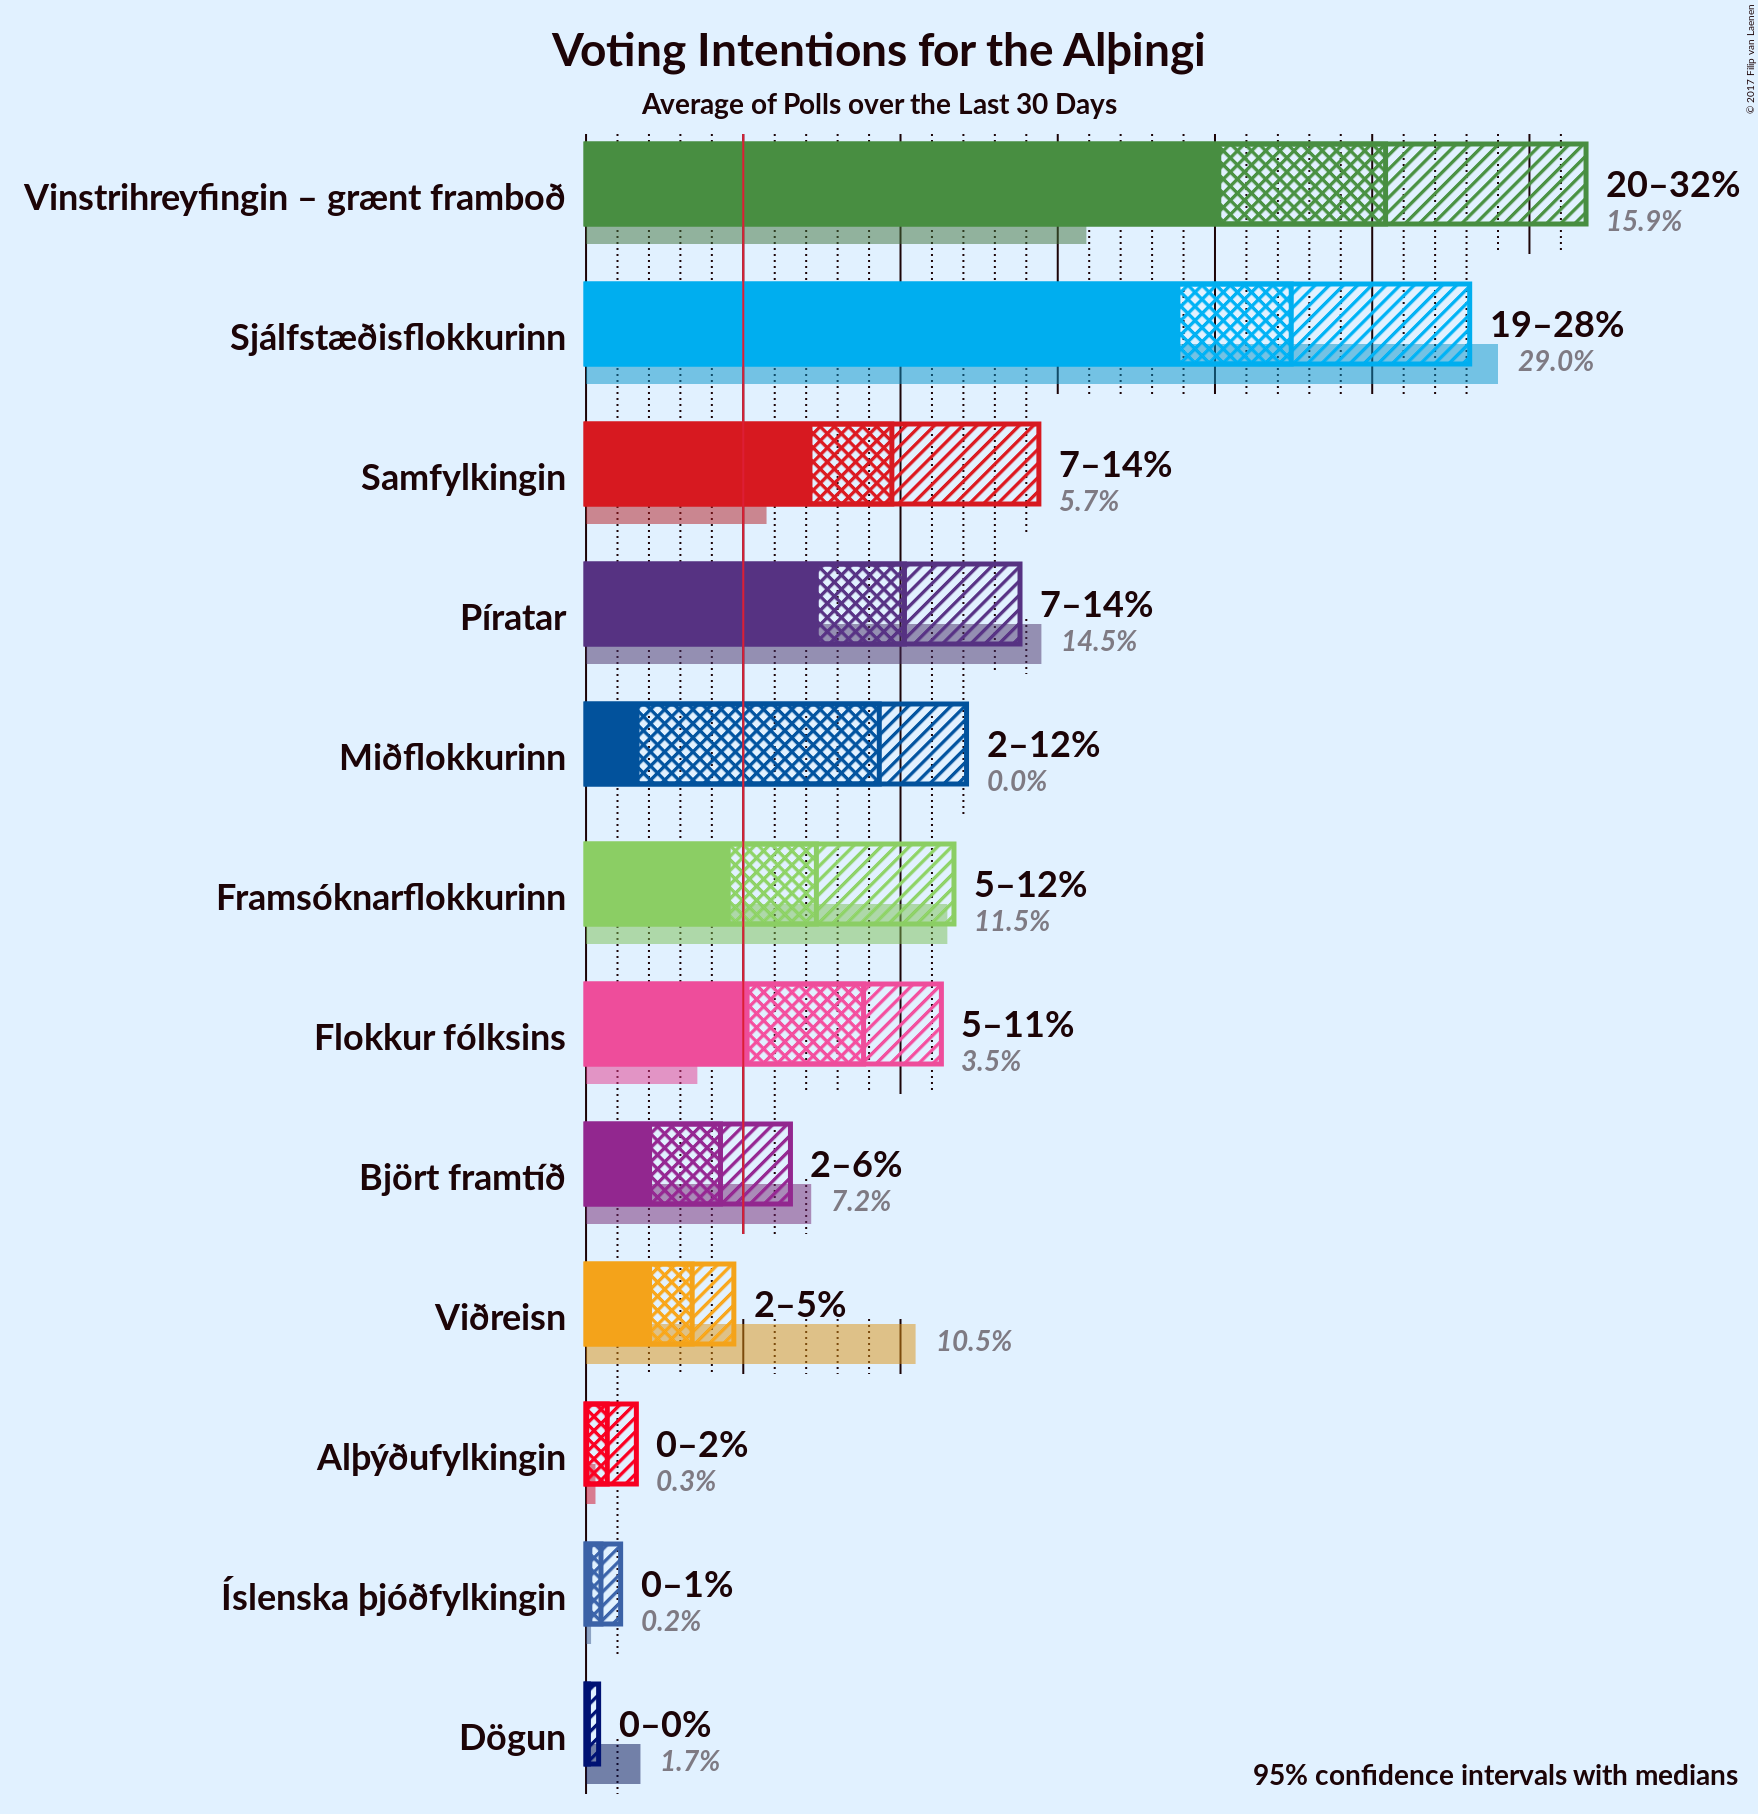 © 2017 Filip van Laenen
Voting Intentions for the Alþingi
Average of Polls over the Last 30 Days
Vinstrihreyfingin – grænt framboð
20–32%
15.9%
Sjálfstæðisflokkurinn
19–28%
29.0%
Samfylkingin
7–14%
5.7%
Píratar
7–14%
14.5%
Miðflokkurinn
2–12%
0.0%
Framsóknarflokkurinn
5–12%
11.5%
Flokkur fólksins
5–11%
3.5%
Björt framtíð
2–6%
7.2%
Viðreisn
2–5%
10.5%
Alþýðufylkingin
0–2%
0.3%
Íslenska þjóðfylkingin
0–1%
0.2%
Dögun
0–0%
1.7%
95% confidence intervals with medians